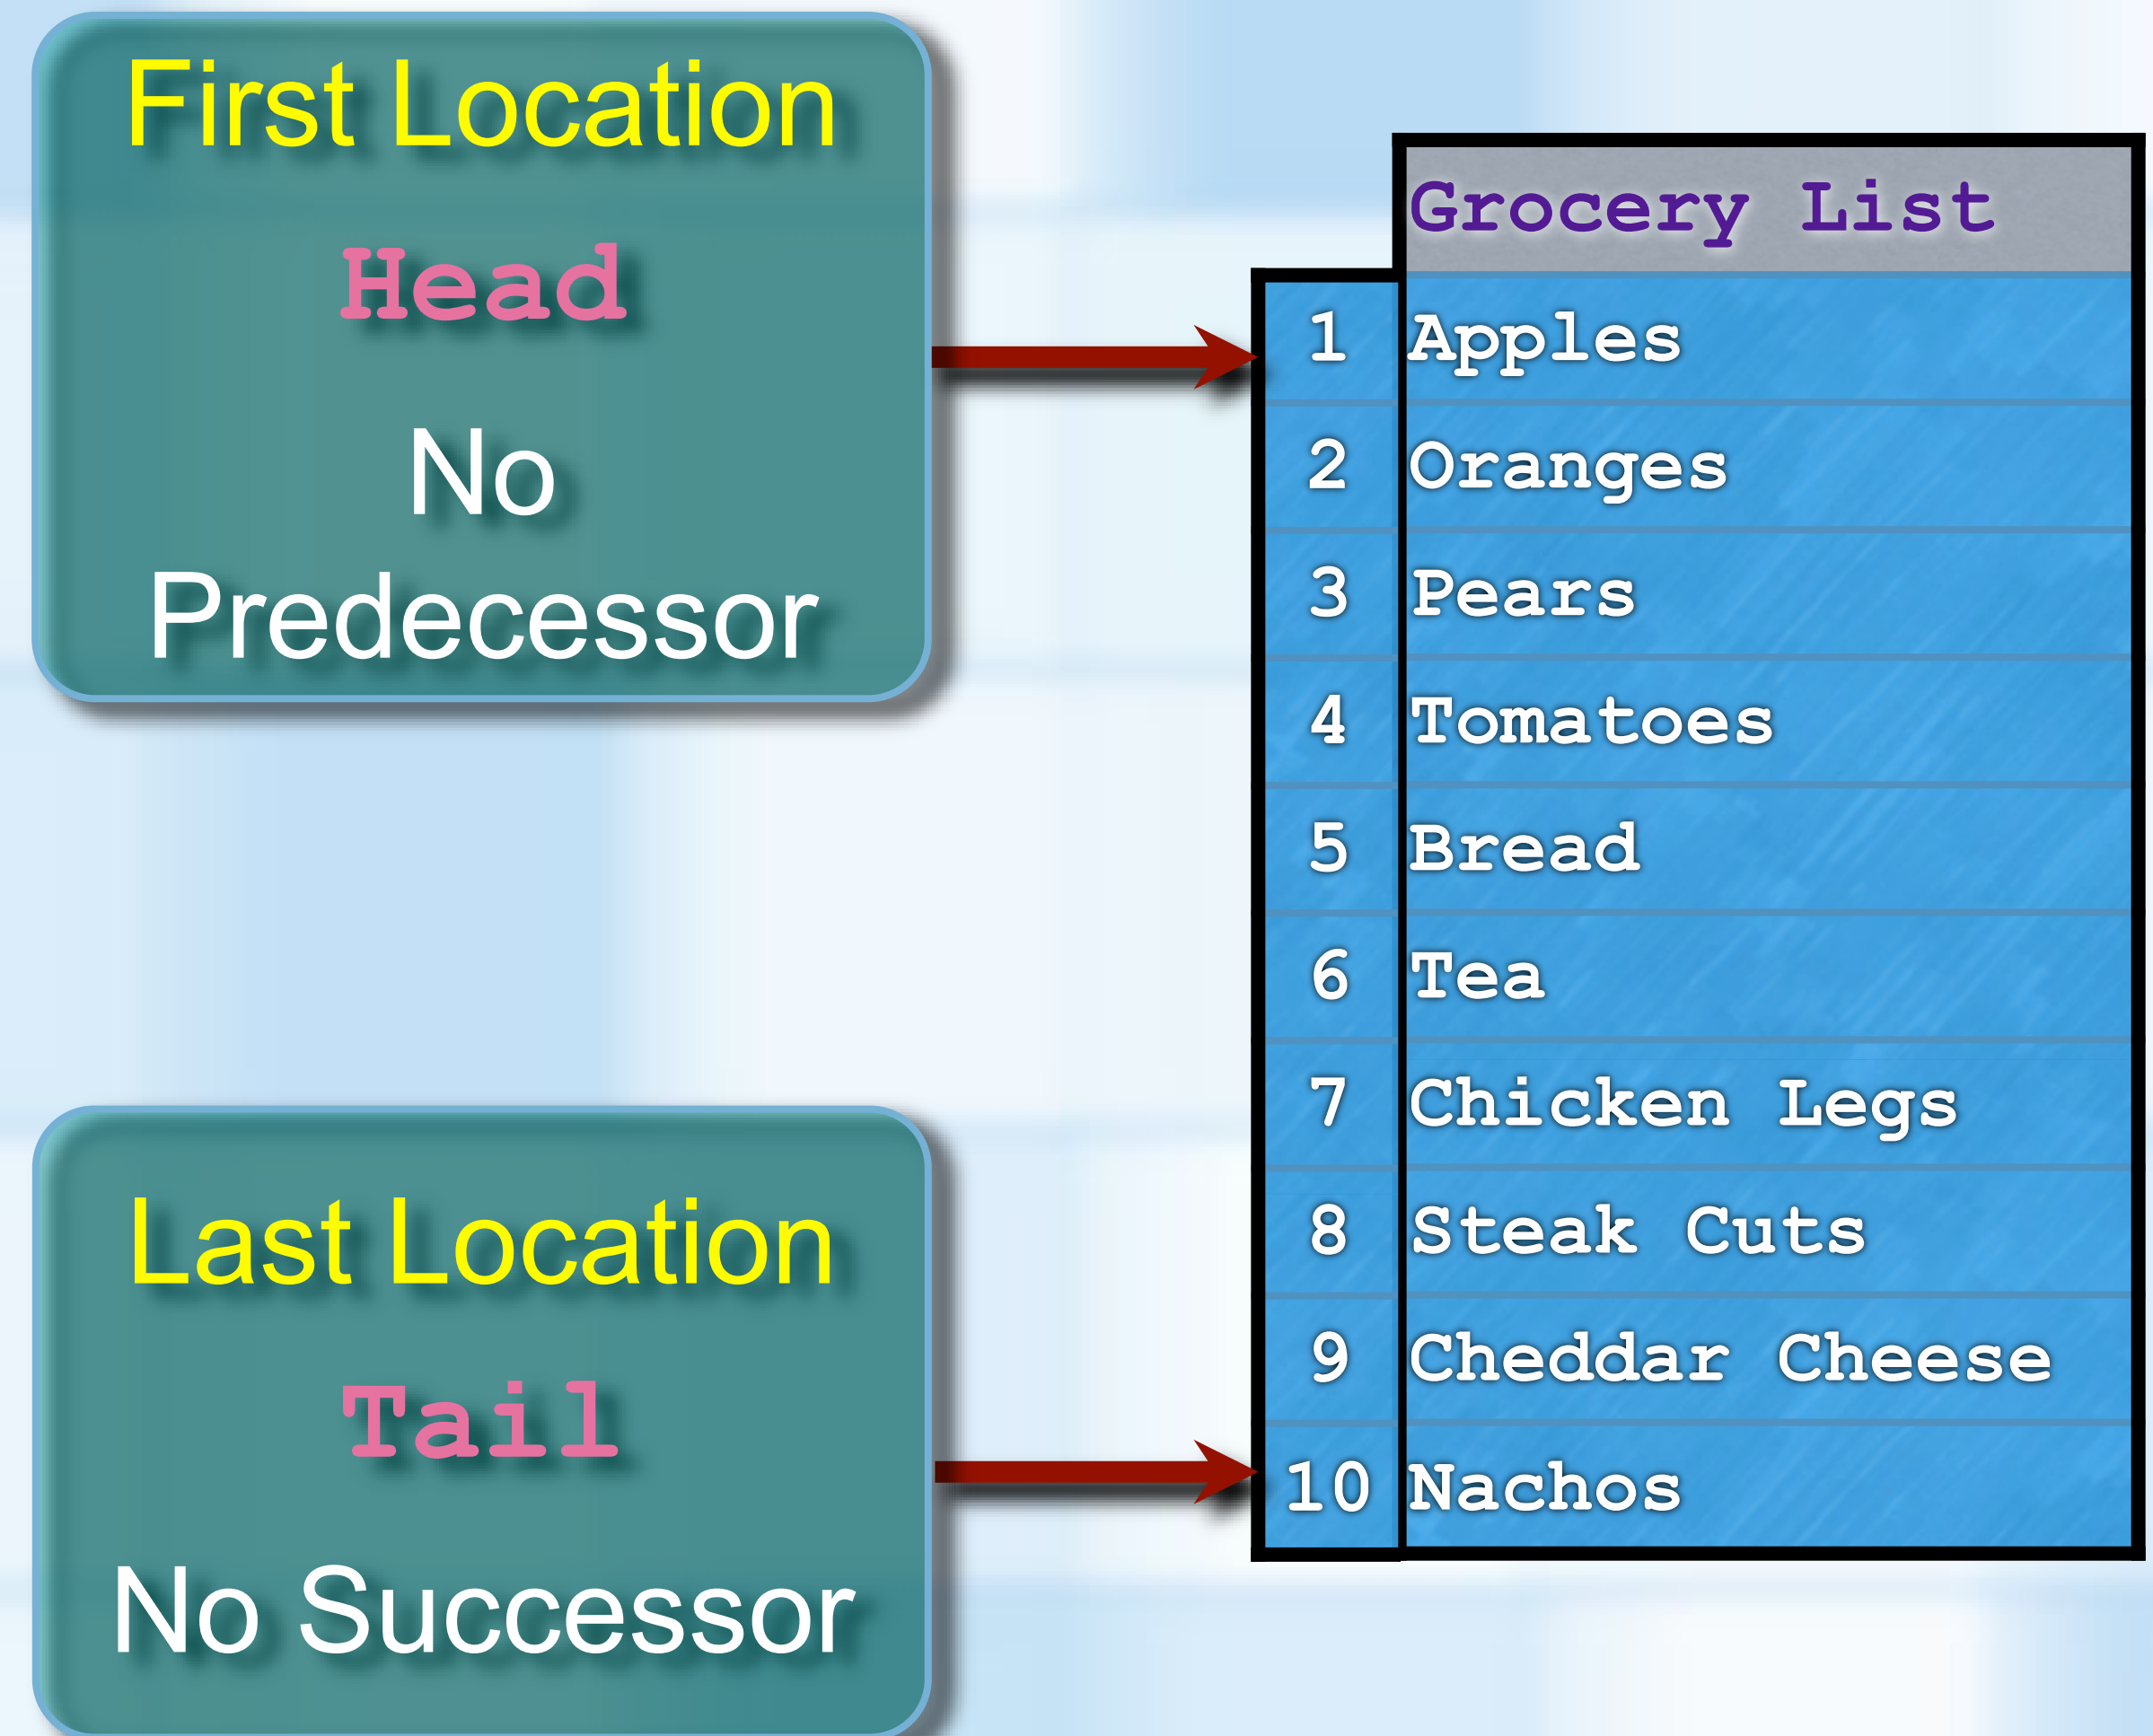 First Location
Head
No
Predecessor
Last Location
Tail
No Successor
Grocery List
1 Apples
2 Oranges
3 Pears
4 Tomatoes
5 Bread
6 Tea
7 Chicken Legs
8 Steak Cuts
9 Cheddar Cheese
10 Nachos